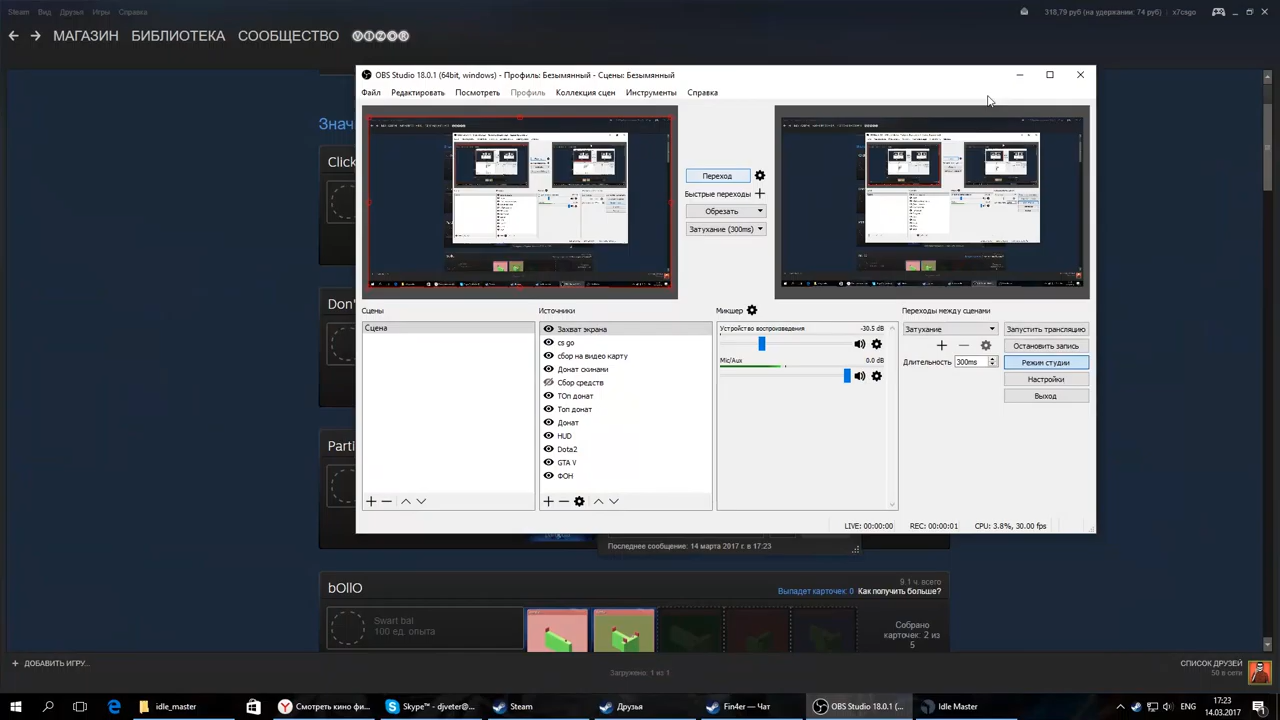 Steam Вид Друзья Игры Справка
318,79 руб (на удержании: 74 руб) x7csgo
МАГАЗИН БИБЛИОТЕКА СООБЩЕСТВО VIZOR
Знач
Click
Don'
Parti
OBS Studio 18.0.1 (64bit, windows) - Профиль: Безымянный - Сцены: Безымянный
Файл Редактировать Посмотреть Профиль Коллекция сцен Инструменты Справка
Переход
Быстрые переходы
Обрезать
Затухание (300ms)
Сцены
Сцена
Источники
Захват экрана
cs go
сбор на видео карту
Донат скинами
Сбор средств
ТОп донат
Топ донат
Донат
HUD
Dota2
GTA V
ФОН
Микшер
Устройство воспроизведения -30.5 dB
Mic/Aux 0.0 dB
Переходы между сценами
Затухание
Длительность 300ms
Запустить трансляцию
Остановить запись
Режим студии
Настройки
Выход
LIVE: 00:00:00 REC: 00:00:01 CPU: 3.8%, 30.00 fps
Последнее сообщение: 14 марта 2017 г. в 17:23
bOllO
9.1 ч. всего
Выпадет карточек: 0 Как получить больше?
Swart bal
100 ед. опыта
Собрано
карточек: 2 из
5
ДОБАВИТЬ ИГРУ...
Загружено: 1 из 1
СПИСОК ДРУЗЕЙ
58 в сети
idle_master
Смотреть кино фи...
Skype™ - djveter@...
Steam
Друзья
Fin4er — Чат
OBS Studio 18.0.1 (...
Idle Master
17:23
14.03.2017